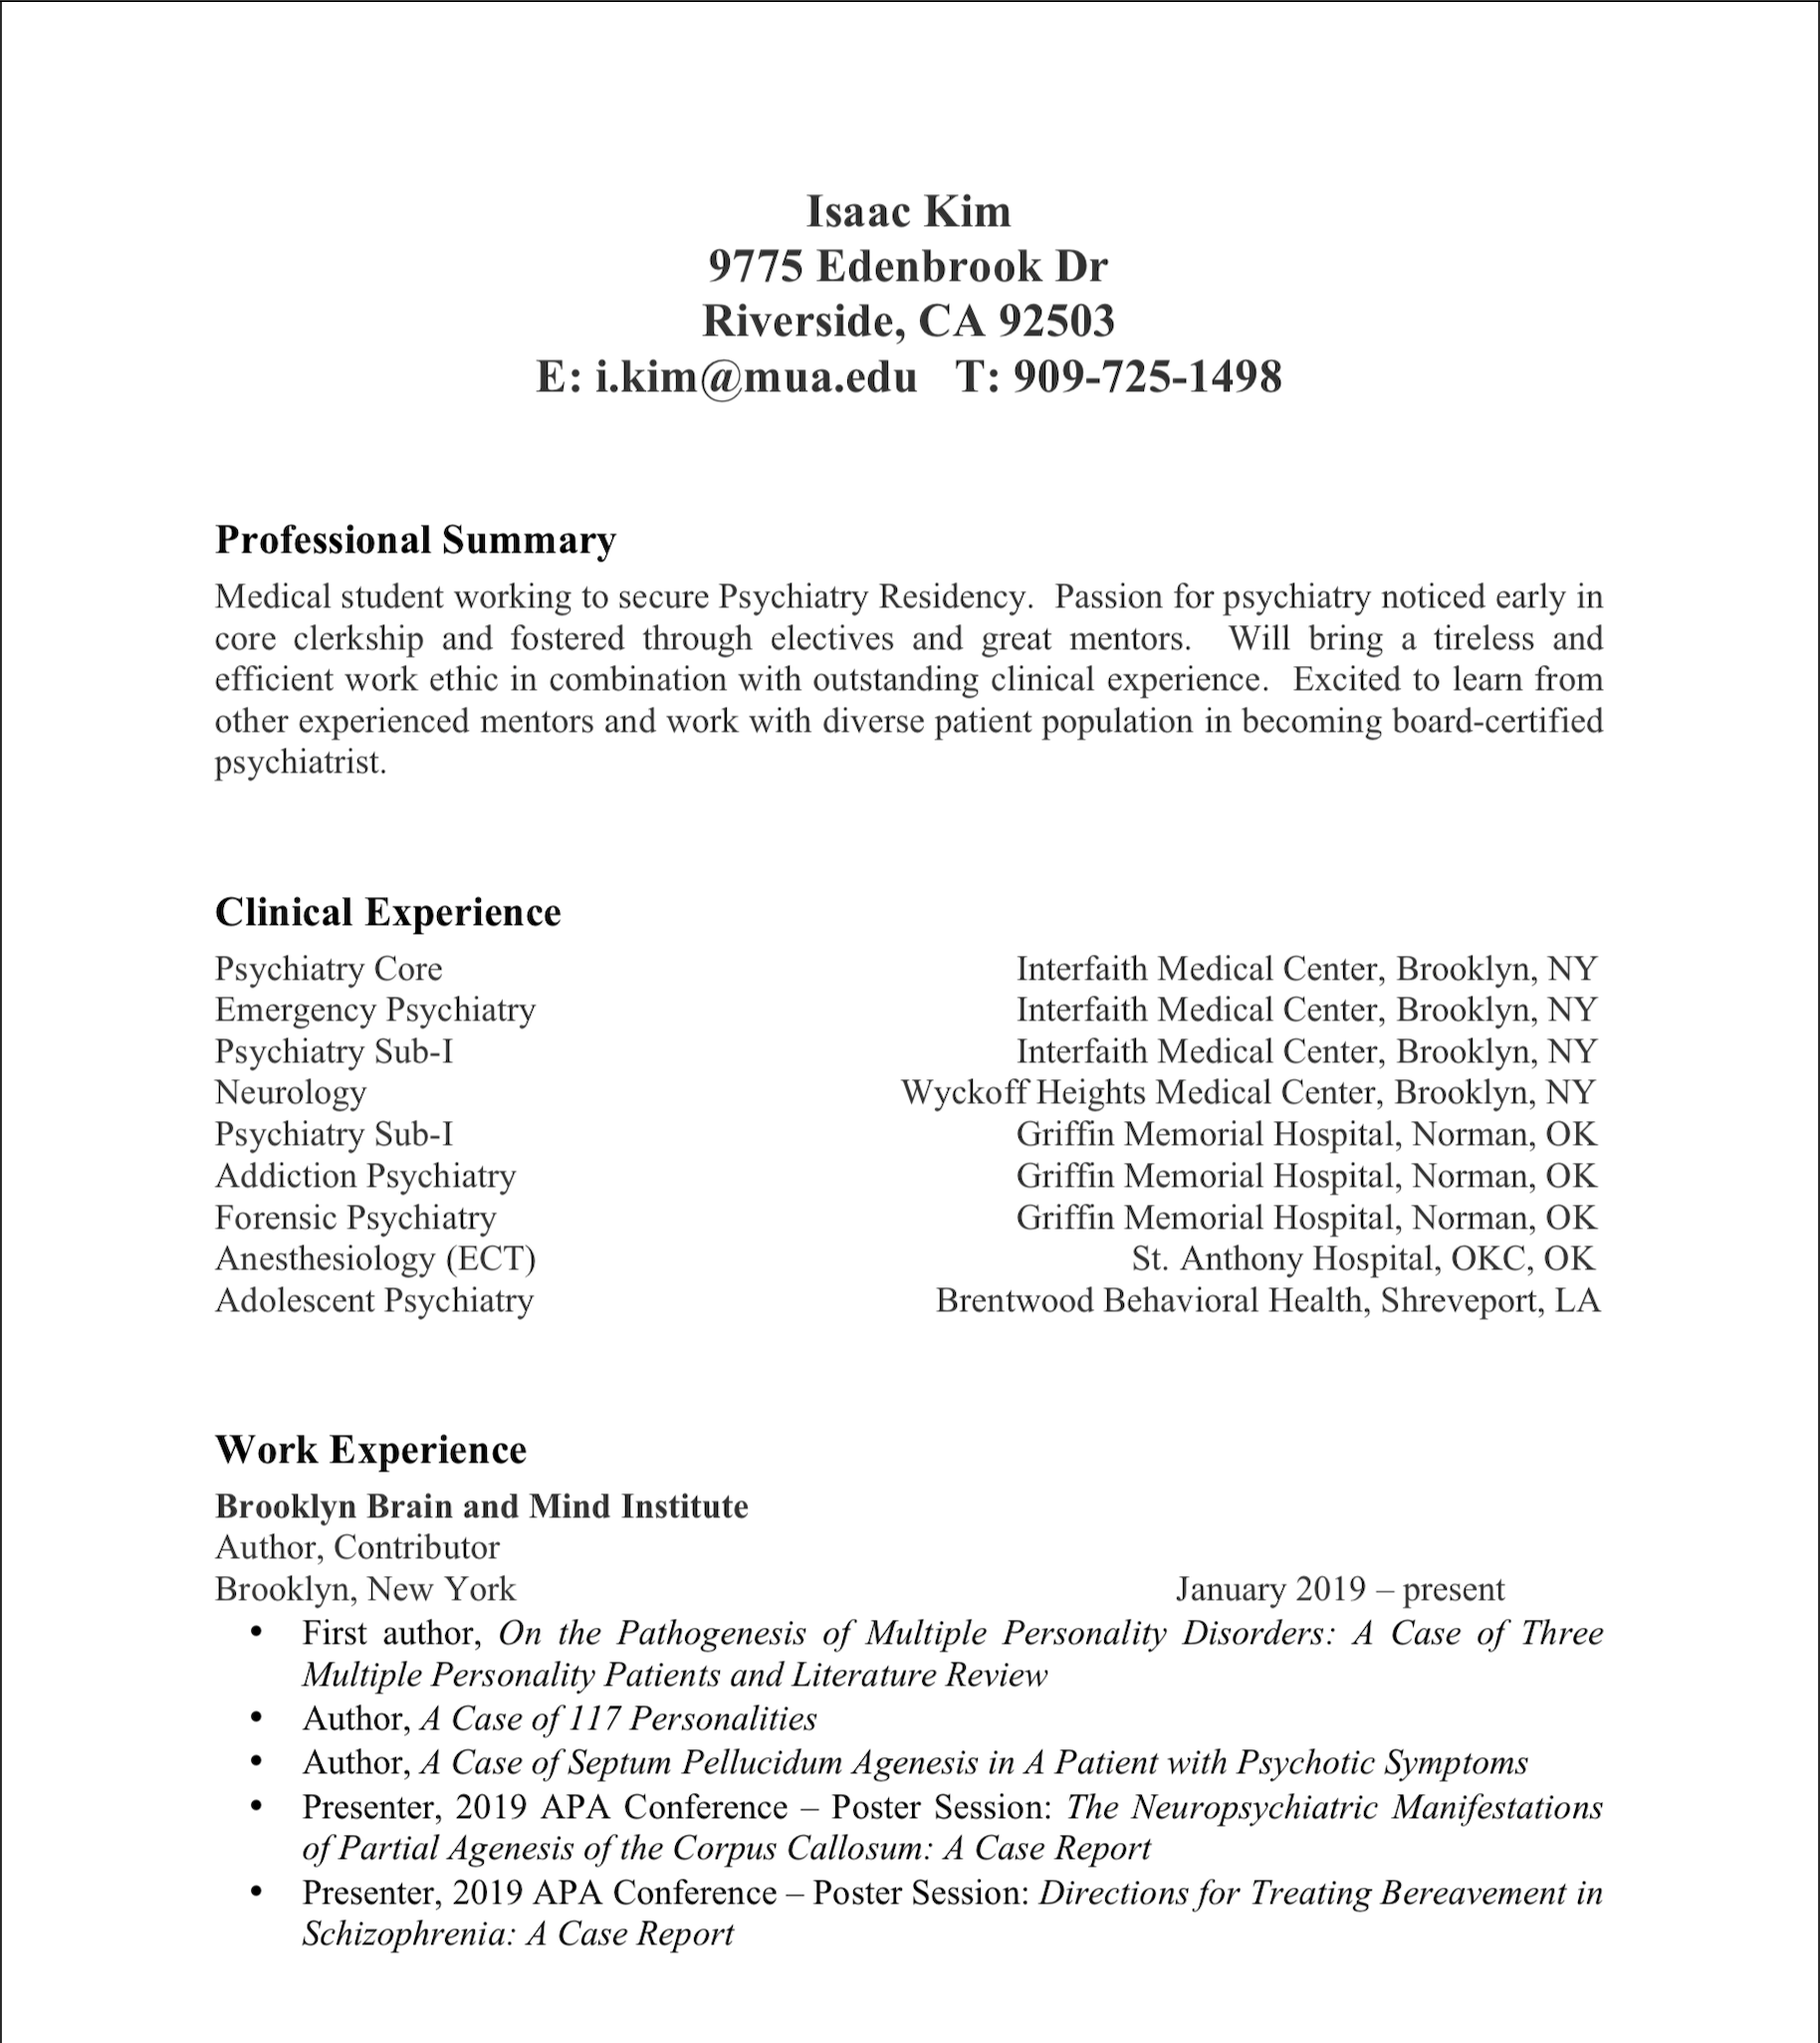 Isaac Kim
9775 Edenbrook Dr
Riverside, CA 92503
E: i.kim@mua.edu   T: 909-725-1498
Professional Summary
Medical student working to secure Psychiatry Residency.  Passion for psychiatry noticed early in
core clerkship and fostered through electives and great mentors.  Will bring a tireless and
efficient work ethic in combination with outstanding clinical experience.  Excited to learn from
other experienced mentors and work with diverse patient population in becoming board-certified
psychiatrist.
Clinical Experience
Psychiatry Core Interfaith Medical Center, Brooklyn, NY
Emergency Psychiatry Interfaith Medical Center, Brooklyn, NY
Psychiatry Sub-I Interfaith Medical Center, Brooklyn, NY
Neurology Wyckoff Heights Medical Center, Brooklyn, NY
Psychiatry Sub-I Griffin Memorial Hospital, Norman, OK
Addiction Psychiatry Griffin Memorial Hospital, Norman, OK
Forensic Psychiatry Griffin Memorial Hospital, Norman, OK
Anesthesiology (ECT) St. Anthony Hospital, OKC, OK
Adolescent Psychiatry Brentwood Behavioral Health, Shreveport, LA
Work Experience
Brooklyn Brain and Mind Institute
Author, Contributor
Brooklyn, New York January 2019 – present
• First author, On the Pathogenesis of Multiple Personality Disorders: A Case of Three
Multiple Personality Patients and Literature Review
• Author, A Case of 117 Personalities
• Author, A Case of Septum Pellucidum Agenesis in A Patient with Psychotic Symptoms
• Presenter, 2019 APA Conference – Poster Session: The Neuropsychiatric Manifestations
of Partial Agenesis of the Corpus Callosum: A Case Report
• Presenter, 2019 APA Conference – Poster Session: Directions for Treating Bereavement in
Schizophrenia: A Case Report